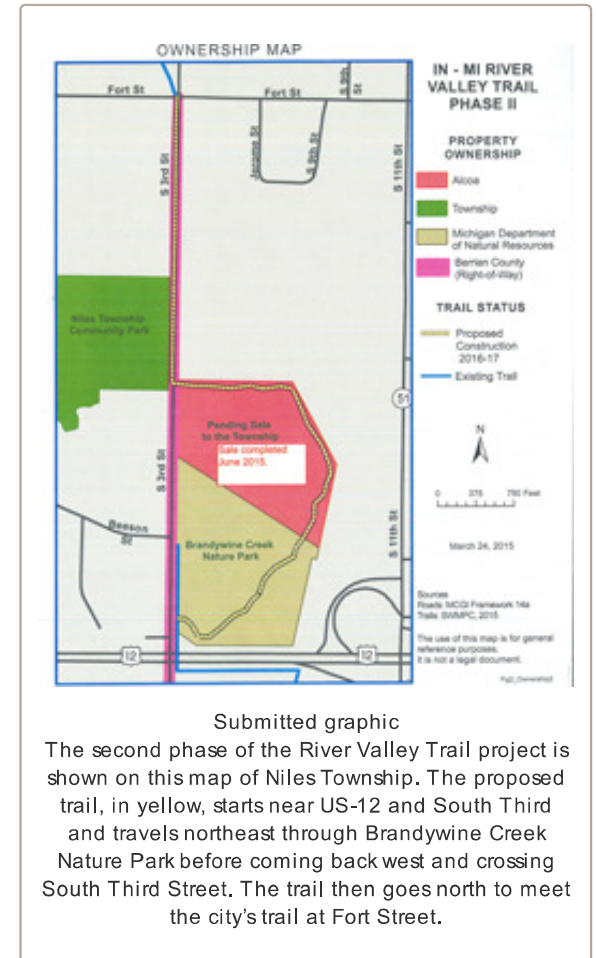 OWNERSHIP MAP
IN - MI RIVER
VALLEY TRAIL
PHASE II
PROPERTY
OWNERSHIP
Alcoa
Township
Michigan Department
of Natural Resources
Berrien County
(Right-of-Way)
TRAIL STATUS
Proposed
Construction
2016-17
Existing Trail
N
0 375 750 Feet
March 24, 2015
Sources
Roads: MCGI Framework 14a
Trails: SWMPC, 2015
The use of this map is for general
reference purposes.
It is not a legal document.
Fort St
Fort St
S 9th
St
Jerome St
S 9th St
S 3rd St
S 11th St
Niles Township
Community Park
51
Pending Sale
to the Township
Sale completed
June 2015.
S 3rd St
Beeson
St
Brandywine Creek
Nature Park
S 11th St
12
12
Submitted graphic
The second phase of the River Valley Trail project is
shown on this map of Niles Township. The proposed
trail, in yellow, starts near US-12 and South Third
and travels northeast through Brandywine Creek
Nature Park before coming back west and crossing
South Third Street. The trail then goes north to meet
the city's trail at Fort Street.